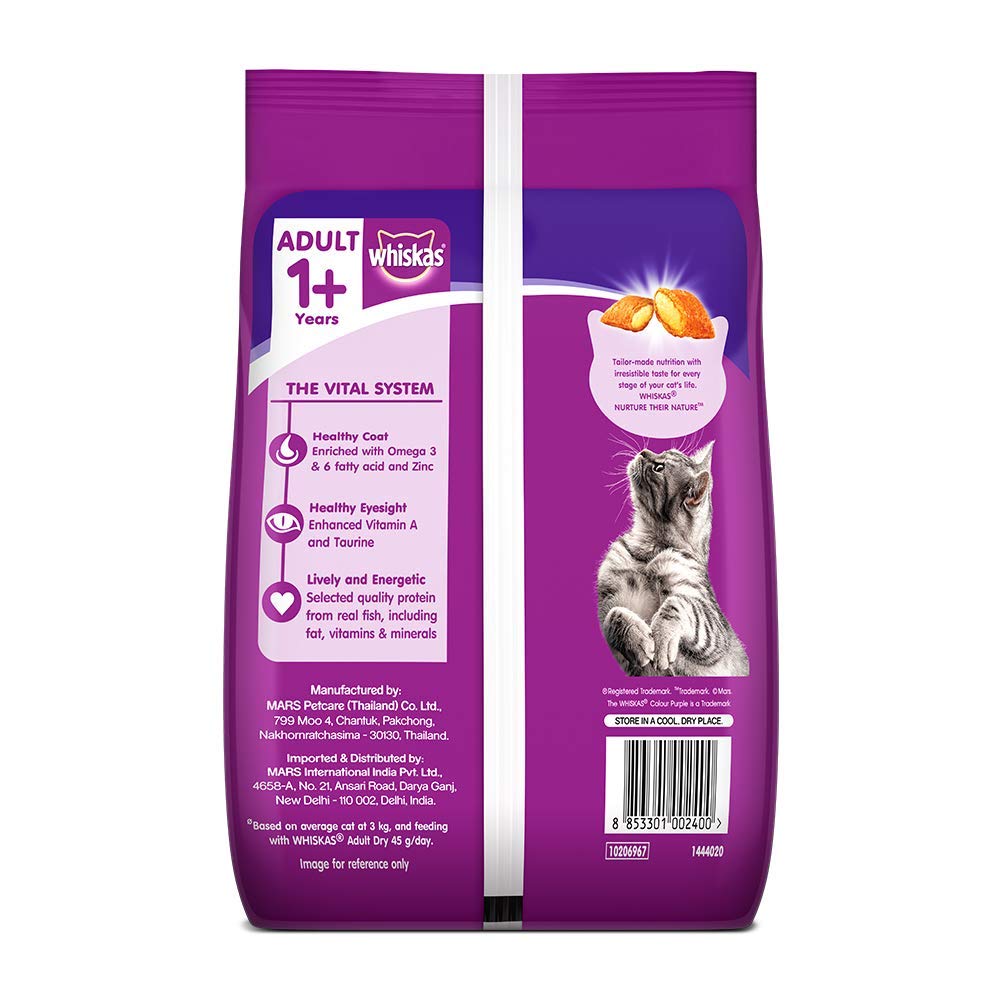 ADULT
1+
Years
whiskas®
THE VITAL SYSTEM
Healthy Coat
Enriched with Omega 3
& 6 fatty acid and Zinc
Healthy Eyesight
Enhanced Vitamin A
and Taurine
Lively and Energetic
Selected quality protein
from real fish, including
fat, vitamins & minerals
Manufactured by:
MARS Petcare (Thailand) Co. Ltd.,
799 Moo 4, Chantuk, Pakchong,
Nakhornratchasima - 30130, Thailand.
Imported & Distributed by:
MARS International India Pvt. Ltd.,
4658-A, No. 21, Ansari Road, Darya Ganj,
New Delhi - 110 002, Delhi, India.
ØBased on average cat at 3 kg, and feeding
with WHISKAS® Adult Dry 45 g/day.
Image for reference only
Tailor-made nutrition with
irresistible taste for every
stage of your cat's life.
WHISKAS®
NURTURE THEIR NATURE™
®Registered Trademark. ™Trademark. ©Mars.
The WHISKAS® Colour Purple is a Trademark
STORE IN A COOL, DRY PLACE.
8 853301 002400 >
10206967
1444020